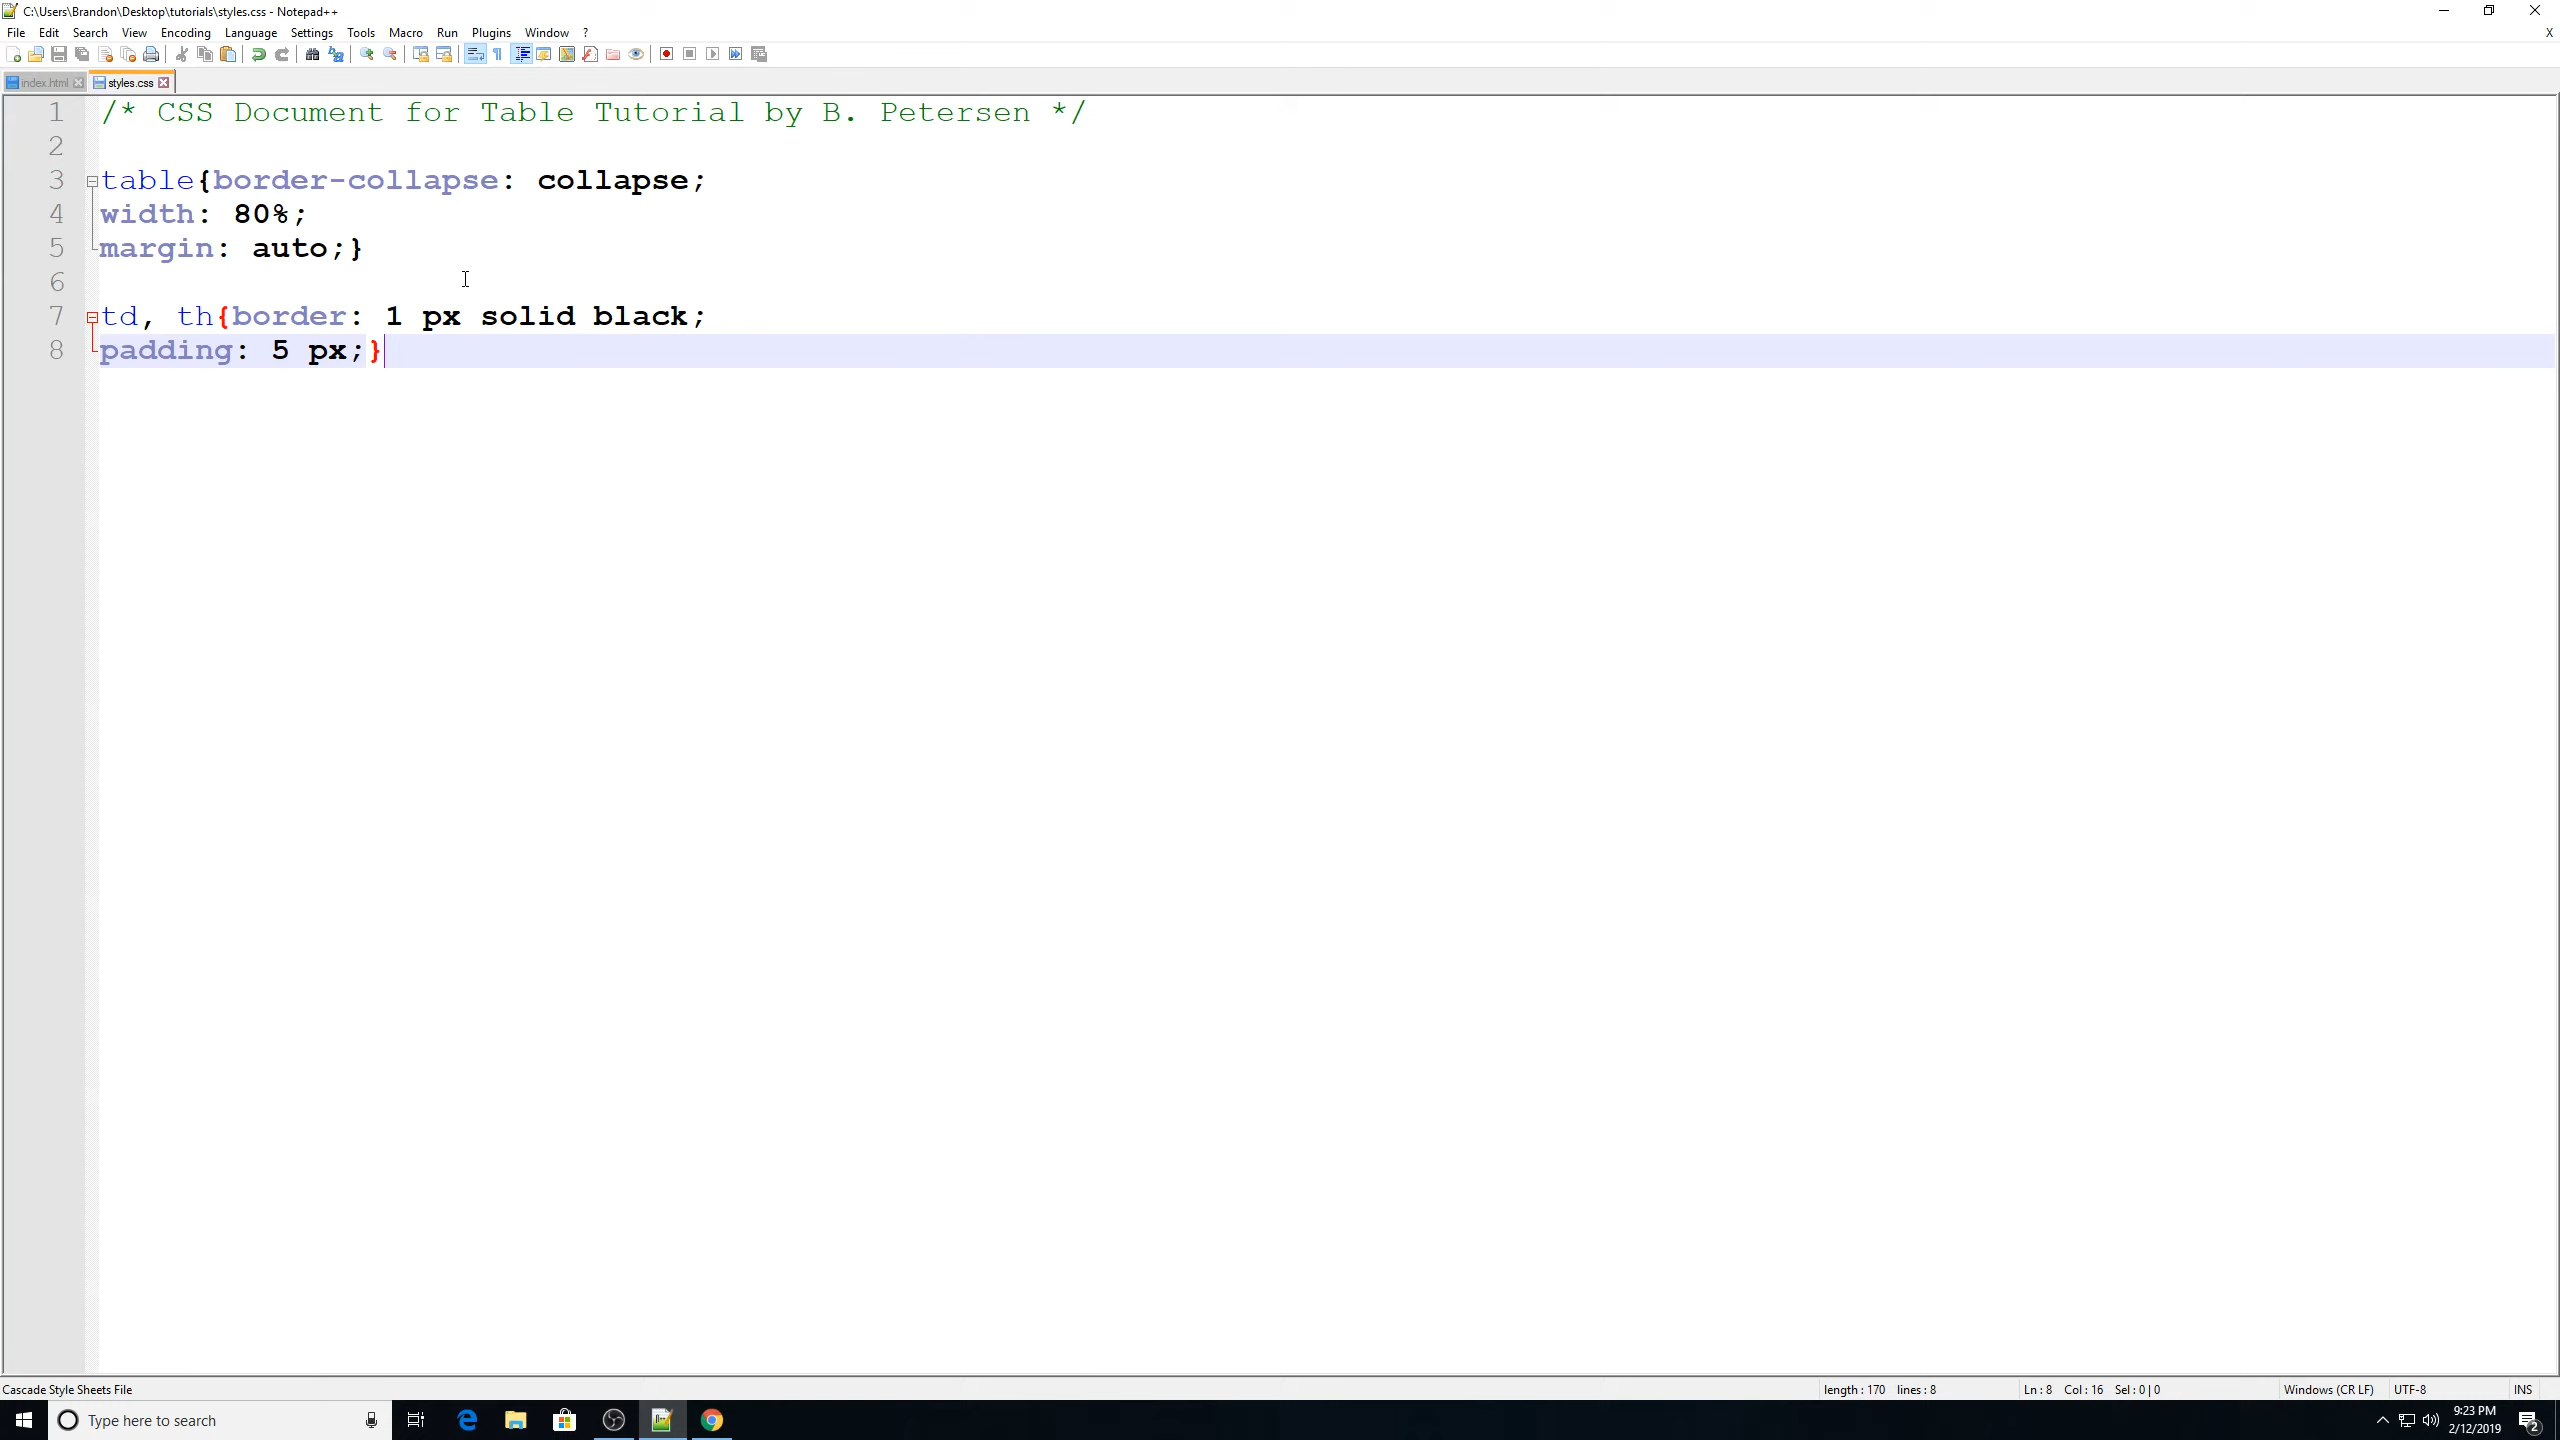 C:\Users\Brandon\Desktop\tutorials\styles.css - Notepad++
File Edit Search View Encoding Language Settings Tools Macro Run Plugins Window ? X
index.html styles.css
1 /* CSS Document for Table Tutorial by B. Petersen */
2
3 table{border-collapse: collapse;
4 width: 80%;
5 margin: auto;}
6
7 td, th{border: 1 px solid black;
8 padding: 5 px;}
Cascade Style Sheets File length : 170 lines : 8 Ln : 8 Col : 16 Sel : 0 | 0 Windows (CR LF) UTF-8 INS
Type here to search 9:23 PM
2/12/2019 2